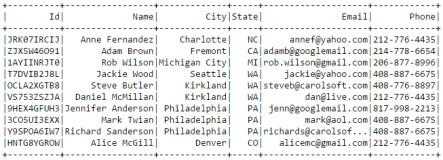 +----------+-----------------+-------------+-----+--------------------+------------+
| Id| Name| City|State| Email| Phone|
+----------+-----------------+-------------+-----+--------------------+------------+
|JRK07IRCIJ| Anne Fernandez| Charlotte| NC| annef@yahoo.com|212-776-4435|
|ZJX5W46O91| Adam Brown| Fremont| CA|adamb@googlemail.com|214-778-6654|
|1AYIINRJT0| Rob Wilson|Michigan City| MI|rob.wilson@gmail.com|206-877-8996|
|T7DVIB2J8L| Jackie Wood| Seattle| WA| jackie@yahoo.com|408-887-6675|
|OCLA2XGTB8| Steve Butler| Kirkland| WA|steveb@carolsoft.com|408-776-8897|
|VS753ZSZJA| Daniel McMillan| Kirkland| WA| dan@live.com|212-776-4435|
|9HEX4GFUH3|Jennifer Anderson| Philadelphia| PA| jenn@googlemail.com|817-998-2213|
|3CO5UI3EXX| Mark Twian| Philadelphia| PA| mark@aol.com|408-887-6675|
|Y9SPOA6IW7|Richard Sanderson| Philadelphia| PA|richards@carolsof...|408-887-6675|
|HNTG8YGROW| Alice McGill| Denver| CO| alicemc@gmail.com|212-776-4435|
+----------+-----------------+-------------+-----+--------------------+------------+